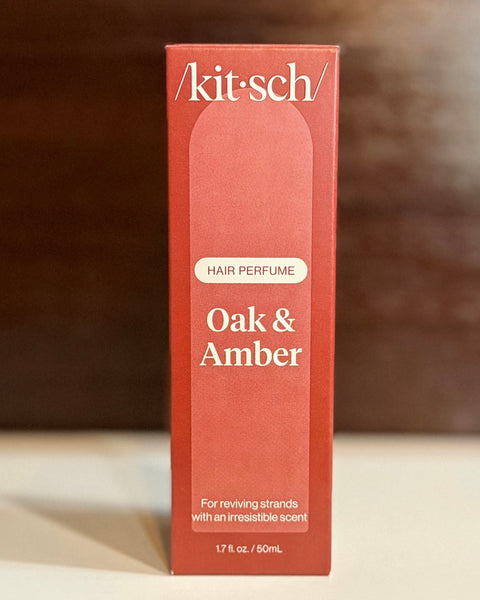 /kit·sch/
HAIR PERFUME
Oak &
Amber
For reviving strands
with an irresistible scent
1.7 fl. oz. / 50mL